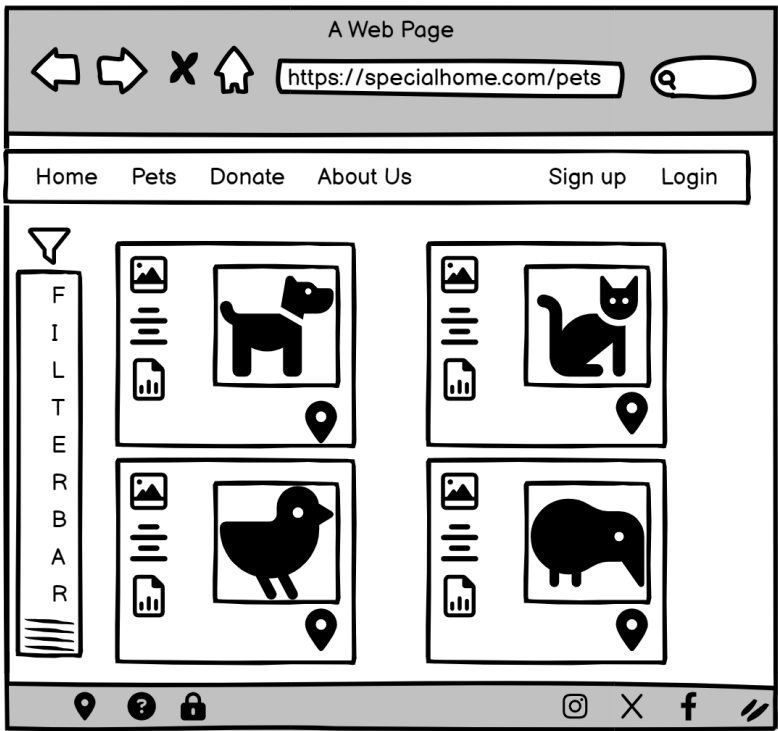 A Web Page
https://specialhome.com/pets
Home Pets Donate About Us Sign up Login
F
I
L
T
E
R
B
A
R
?